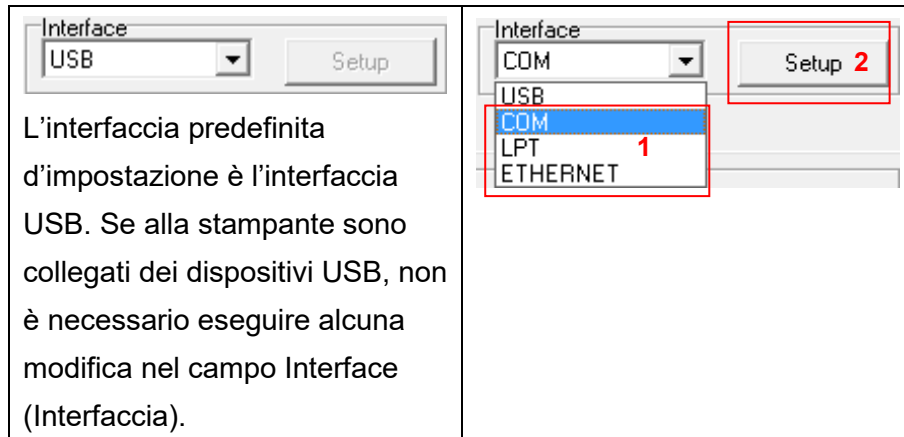 Interface
USB
Setup
L’interfaccia predefinita
d’impostazione è l’interfaccia
USB. Se alla stampante sono
collegati dei dispositivi USB, non
è necessario eseguire alcuna
modifica nel campo Interface
(Interfaccia).
Interface
COM
Setup 2
USB
COM
LPT 1
ETHERNET